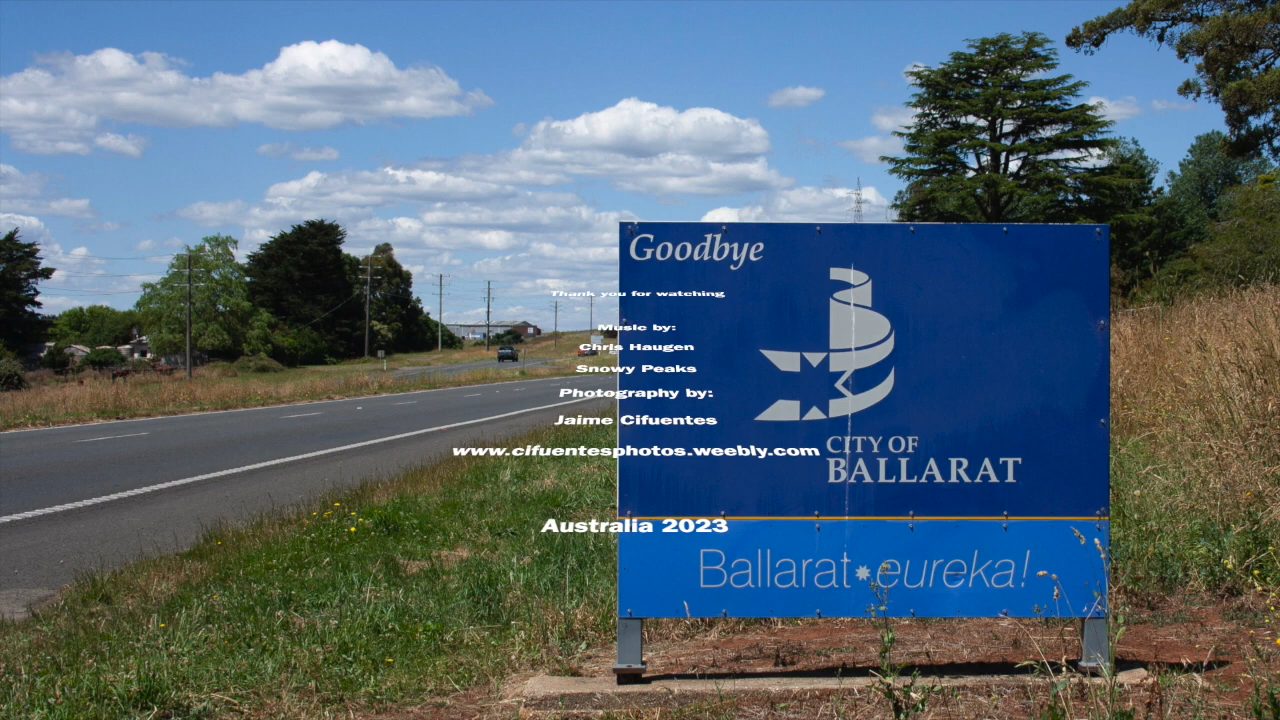 Goodbye
Thank you for watching
Music by:
Chris Haugen
Snowy Peaks
Photography by:
Jaime Cifuentes
www.cifuentesphotos.weebly.com
CITY OF
BALLARAT
Australia 2023
Ballarat eureka!